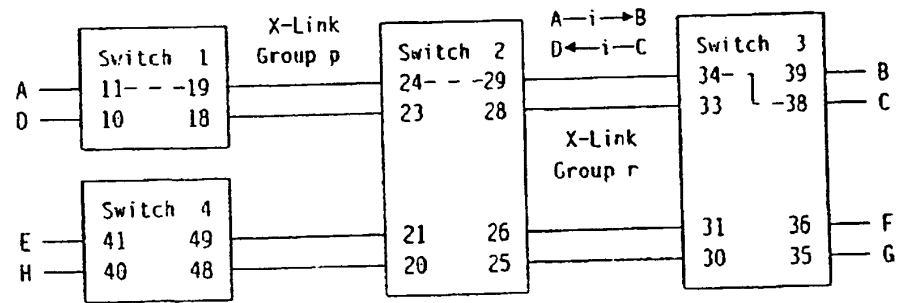 X-Link
Group p
A—i→B
D←i—C
Switch 1
A 11- - -19
D 10 18
Switch 2
24- - -29
23 28
21 26
20 25
Switch 3
34- 39 B
33 -38 C
31 36 F
30 35 G
X-Link
Group r
Switch 4
E 41 49
H 40 48